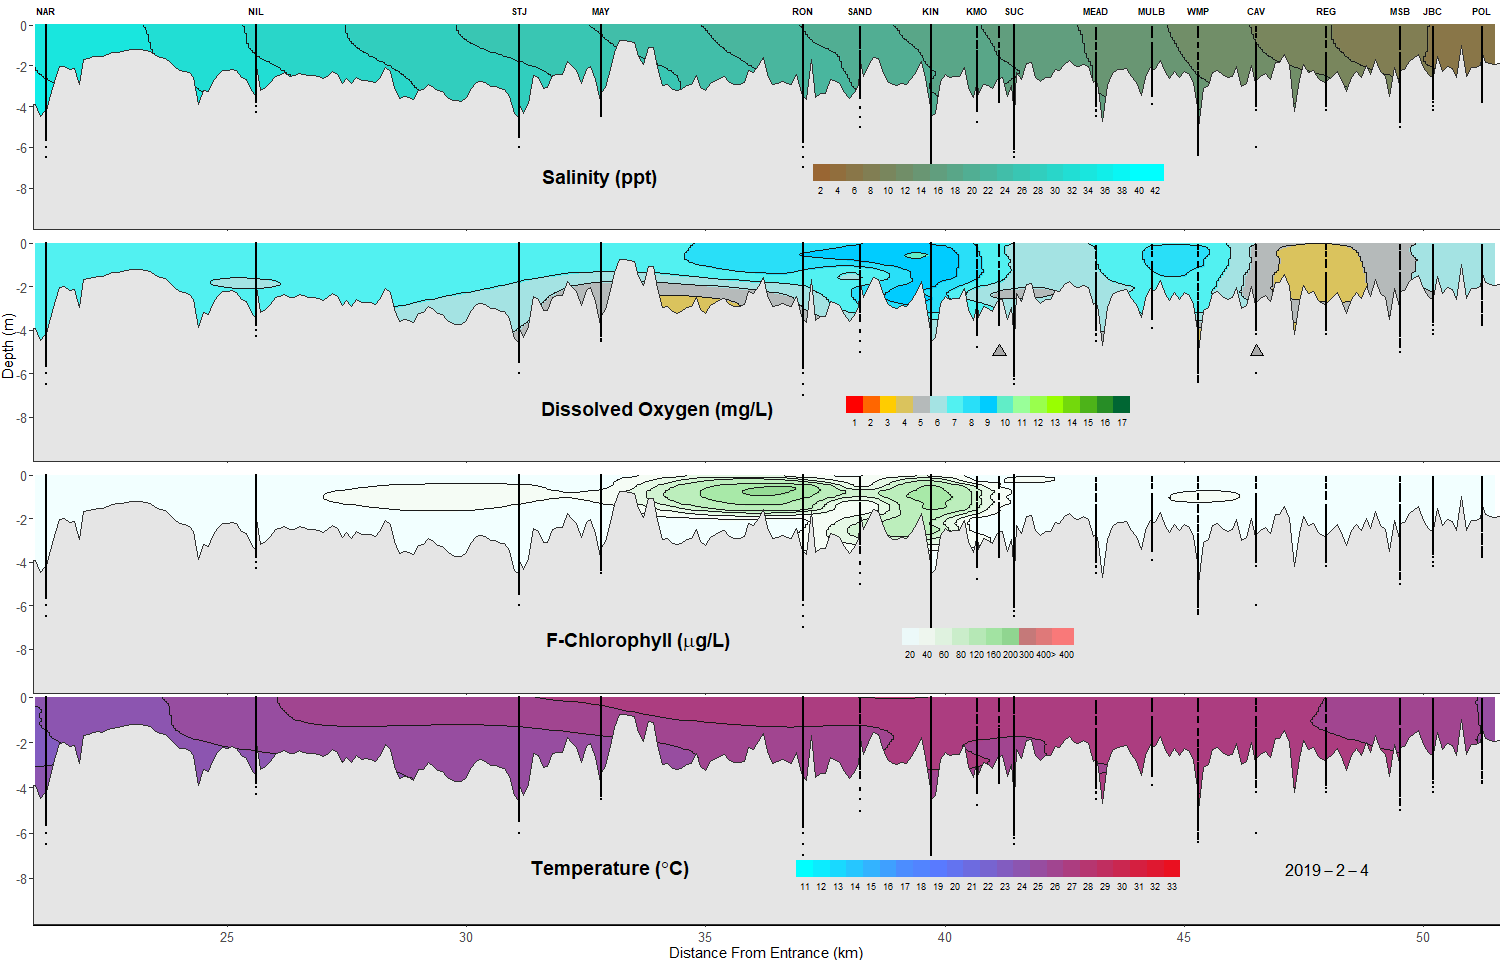 NAR NIL STJ MAY RON SAND KIN KMO SUC MEAD MULB WMP CAV REG MSB JBC POL
0
-2
-4
-6
-8
Salinity (ppt)
2 4 6 8 10 12 14 16 18 20 22 24 26 28 30 32 34 36 38 40 42
0
-2
-4
-6
-8
Depth (m)
Dissolved Oxygen (mg/L)
1 2 3 4 5 6 7 8 9 10 11 12 13 14 15 16 17
0
-2
-4
-6
-8
F-Chlorophyll (μg/L)
20 40 60 80 120 160 200 300 400 > 400
0
-2
-4
-6
-8
Temperature (°C)
11 12 13 14 15 16 17 18 19 20 21 22 23 24 25 26 27 28 29 30 31 32 33
2019 – 2 – 4
25 30 35 40 45 50
Distance From Entrance (km)